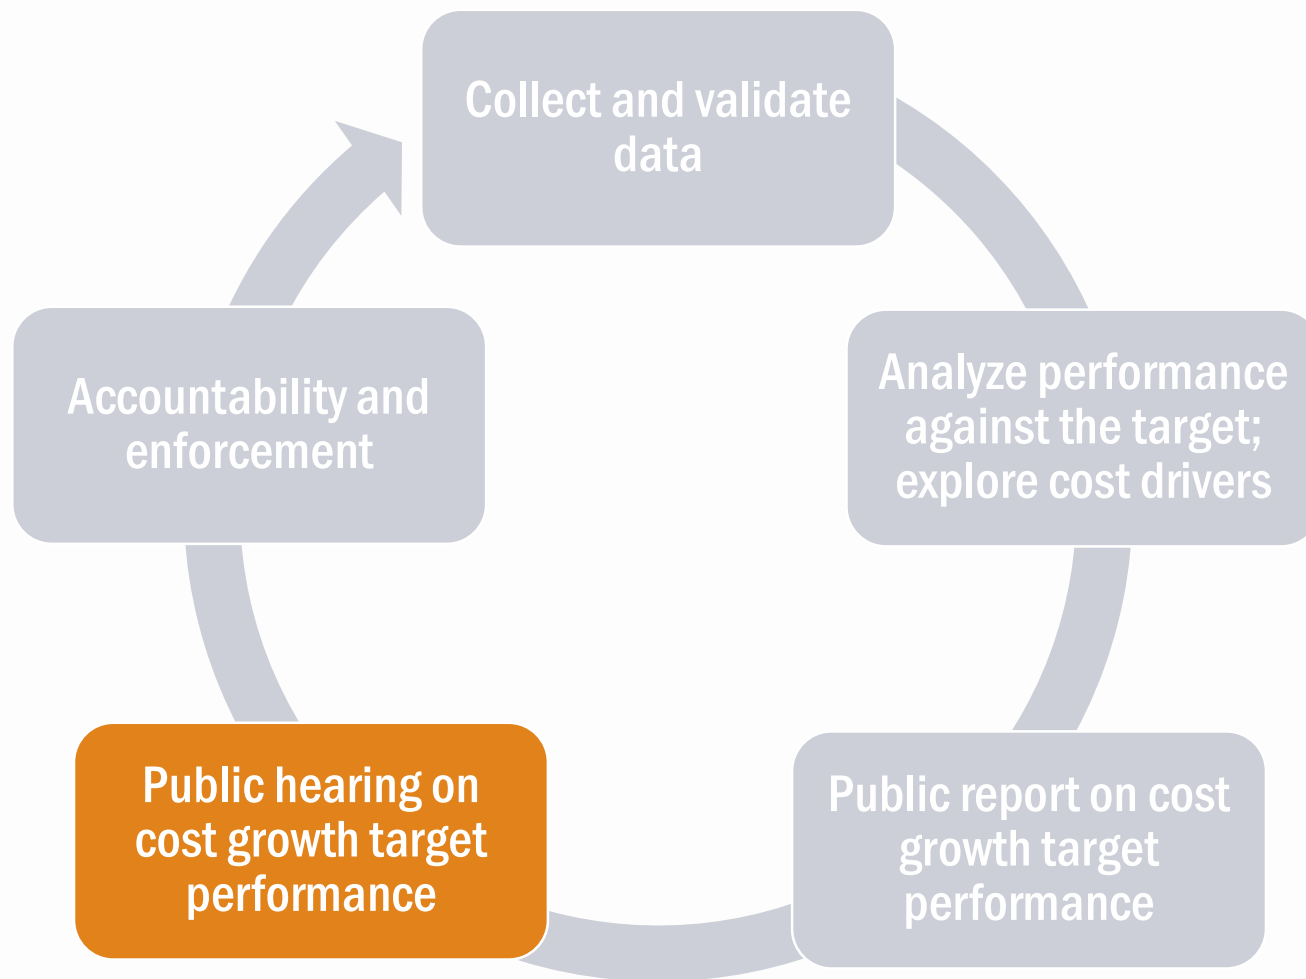 Collect and validate
data
Analyze performance
against the target;
explore cost drivers
Public report on cost
growth target
performance
Public hearing on
cost growth target
performance
Accountability and
enforcement